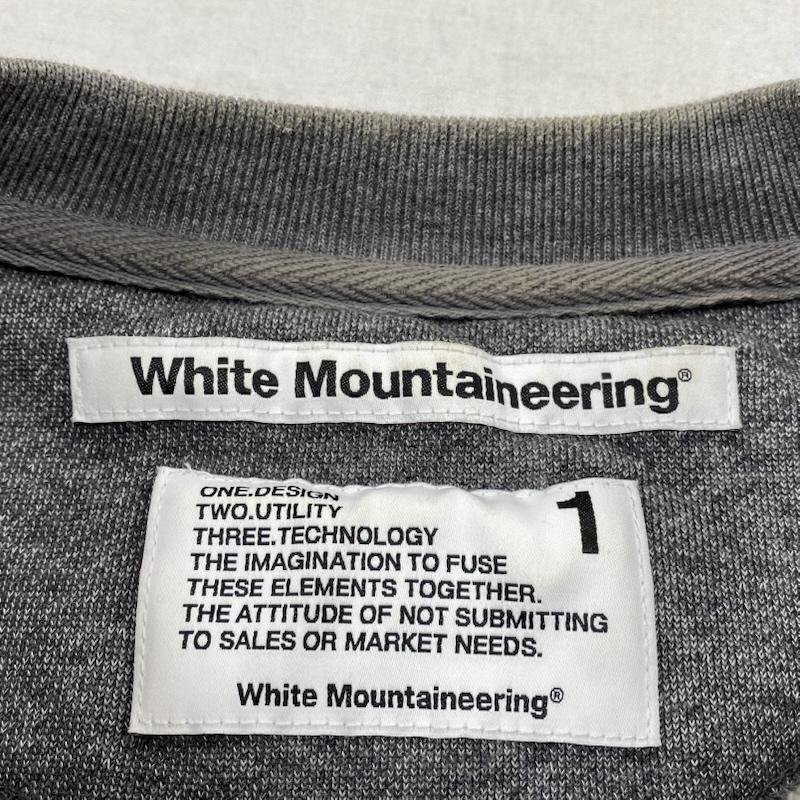 White Mountaineering®
ONE.DESIGN
TWO.UTILITY
THREE.TECHNOLOGY
THE IMAGINATION TO FUSE
THESE ELEMENTS TOGETHER.
THE ATTITUDE OF NOT SUBMITTING
TO SALES OR MARKET NEEDS.
1
White Mountaineering®